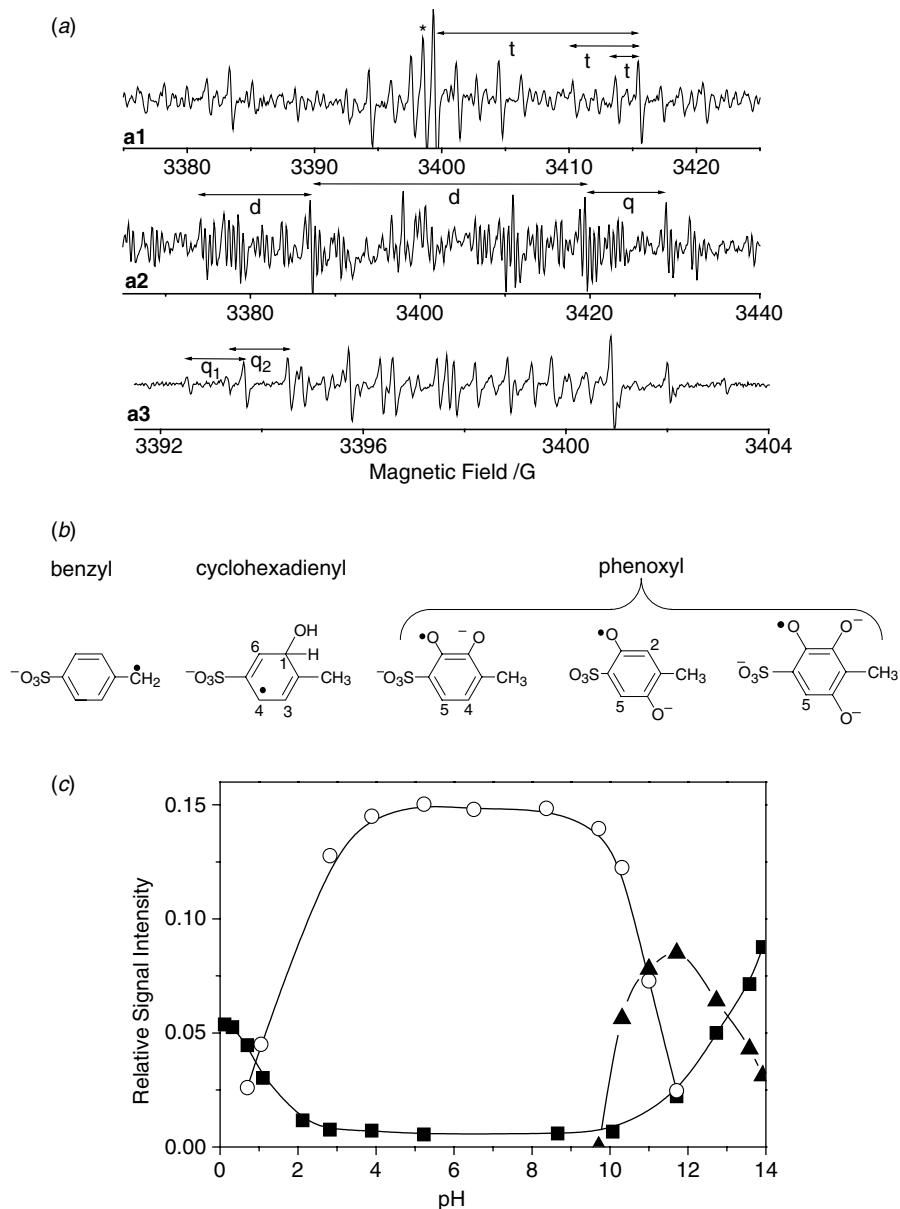 (a)
*
t
t
t
a1
3380 3390 3400 3410 3420
d
d
q
a2
3380 3400 3420 3440
q1
q2
a3
3392 3396 3400 3404
Magnetic Field /G
(b)
benzyl cyclohexadienyl phenoxyl
−O3S •CH2
OH
6
H
1
−O3S CH3
•
4 3
•O −O
−O3S CH3
5 4
•O 2
−O3S CH3
5 O−
•O O−
−O3S CH3
5 O−
(c)
0.15
0.10
0.05
0.00
Relative Signal Intensity
0 2 4 6 8 10 12 14
pH